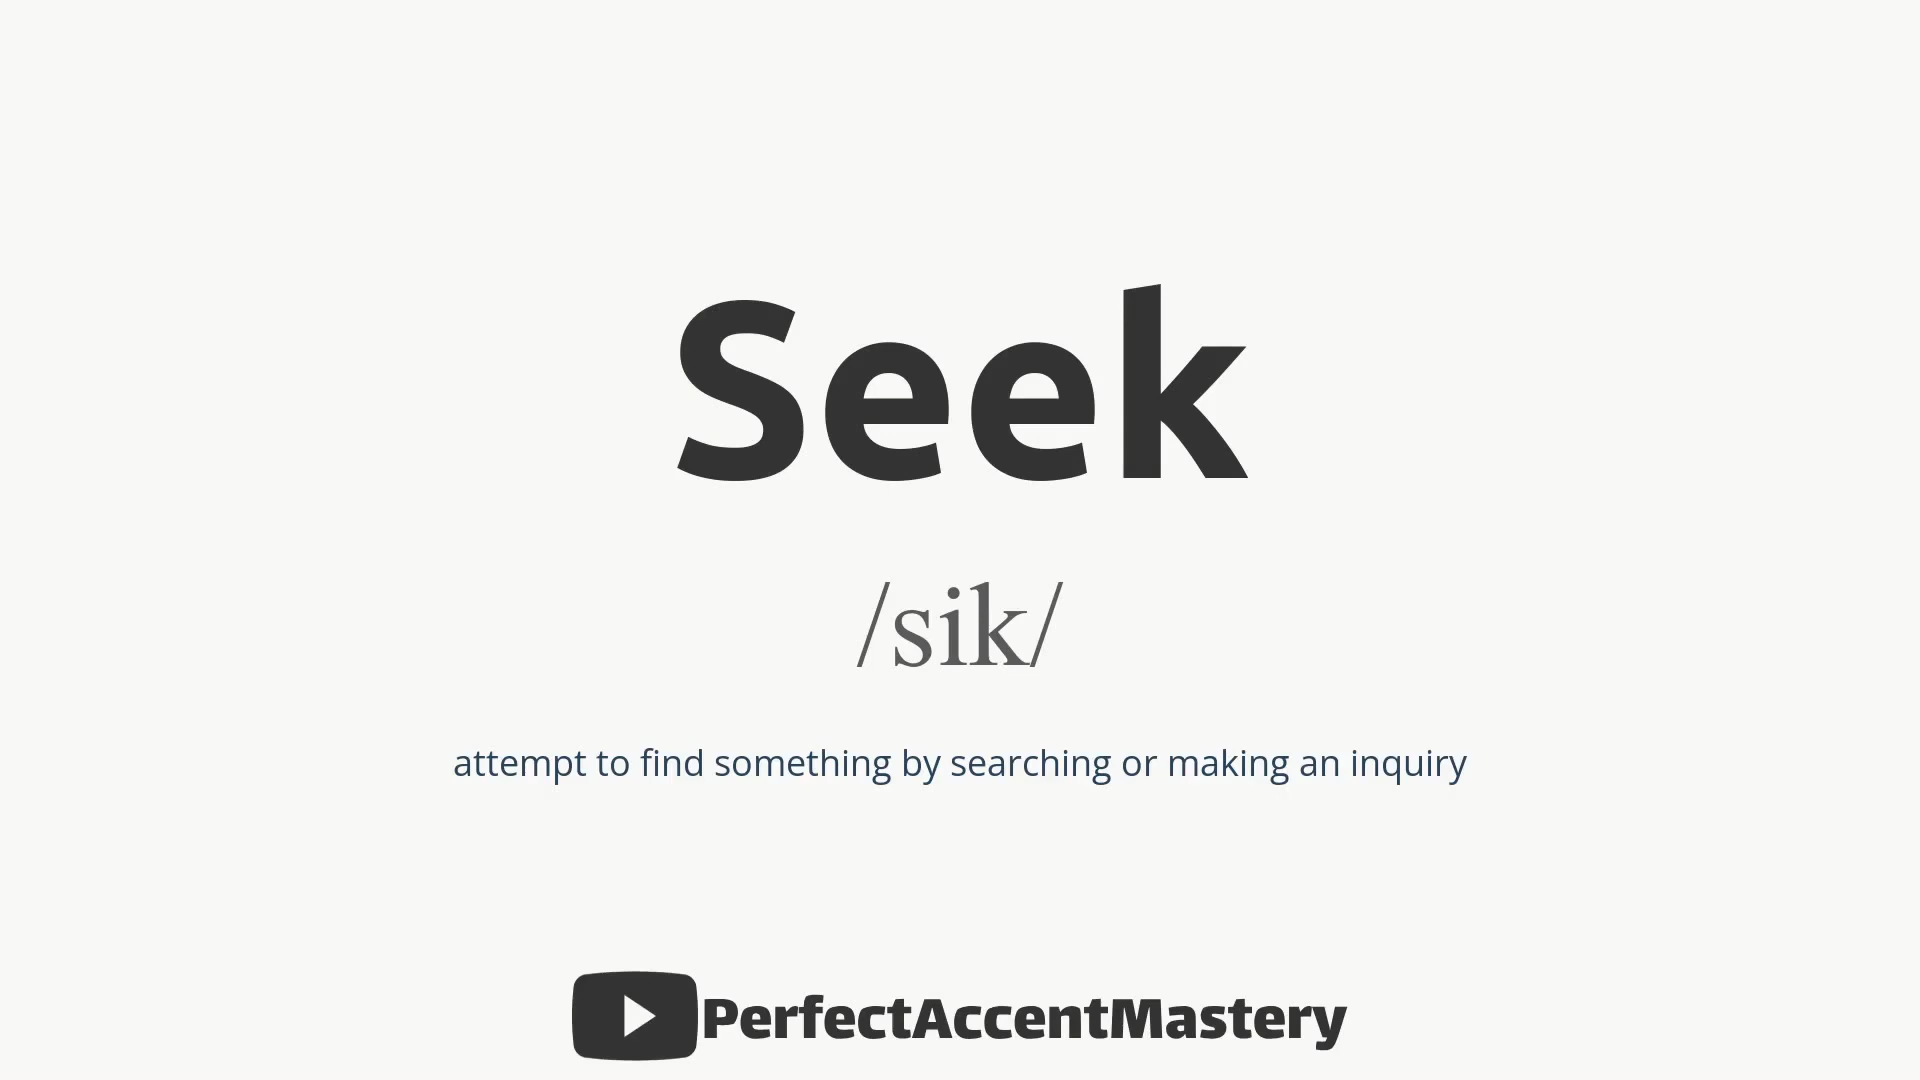 Seek
/sik/
attempt to find something by searching or making an inquiry
PerfectAccentMastery